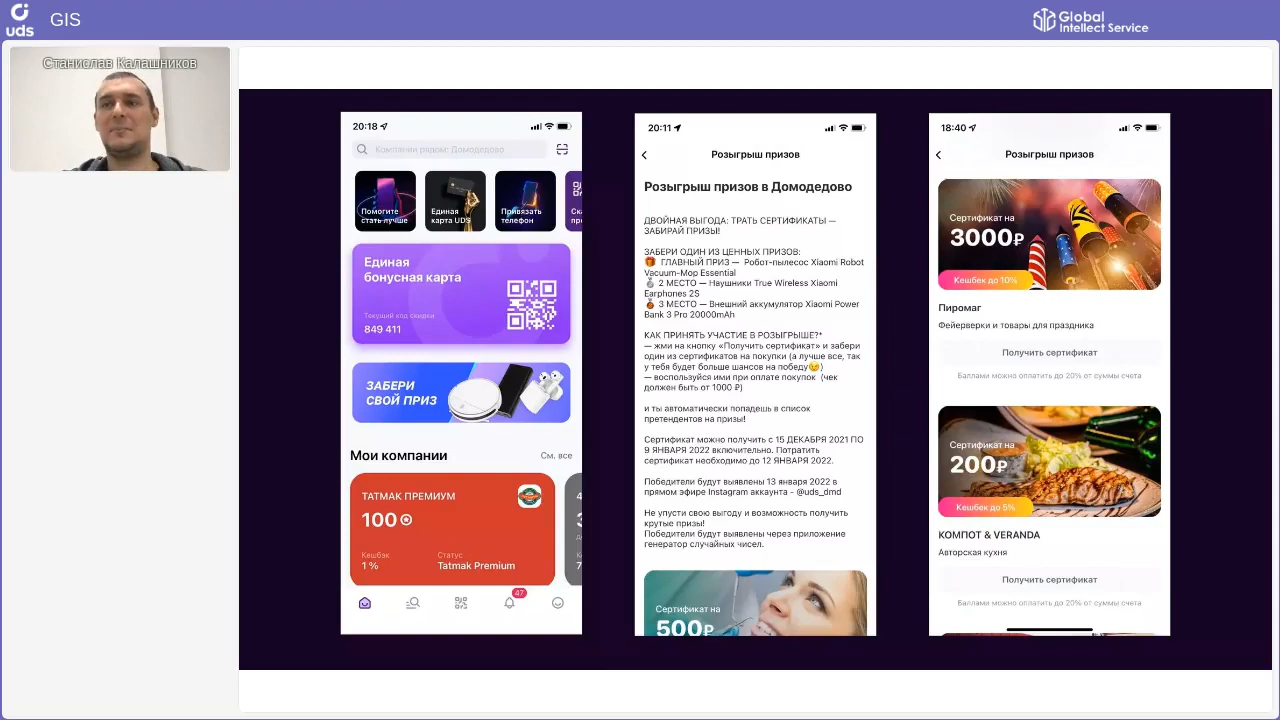 uds
GIS
Global
Intellect Service
Станислав Калашников
20:18
Компании рядом: Домодедово
Помогите
стать лучше
Единая
карта UDS
Привязать
телефон
Единая
бонусная карта
Текущий код скидки
849 411
ЗАБЕРИ
СВОЙ ПРИЗ
Мои компании
См. все
ТАТМАК ПРЕМИУМ
100
Кешбэк
Статус
1 %
Tatmak Premium
47
20:11
Розыгрыш призов
Розыгрыш призов в Домодедово
ДВОЙНАЯ ВЫГОДА: ТРАТЬ СЕРТИФИКАТЫ —
ЗАБИРАЙ ПРИЗЫ!
ЗАБЕРИ ОДИН ИЗ ЦЕННЫХ ПРИЗОВ:
🎁 ГЛАВНЫЙ ПРИЗ — Робот-пылесос Xiaomi Robot
Vacuum-Mop Essential
🥈 2 МЕСТО — Наушники True Wireless Xiaomi
Earphones 2S
🥉 3 МЕСТО — Внешний аккумулятор Xiaomi Power
Bank 3 Pro 20000mAh
КАК ПРИНЯТЬ УЧАСТИЕ В РОЗЫГРЫШЕ?*
— жми на кнопку «Получить сертификат» и забери
один из сертификатов на покупки (а лучше все, так
у тебя будет больше шансов на победу😉)
— воспользуйся ими при оплате покупок (чек
должен быть от 1000 ₽)
и ты автоматически попадешь в список
претендентов на призы!
Сертификат можно получить с 15 ДЕКАБРЯ 2021 ПО
9 ЯНВАРЯ 2022 включительно. Потратить
сертификат необходимо до 12 ЯНВАРЯ 2022.
Победители будут выявлены 13 января 2022 в
прямом эфире Instagram аккаунта - @uds_dmd
Не упусти свою выгоду и возможность получить
крутые призы!
Победители будут выявлены через приложение
генератор случайных чисел.
Сертификат на
500₽
18:40
Розыгрыш призов
Сертификат на
3000₽
Кешбек до 10%
Пиромаг
Фейерверки и товары для праздника
Получить сертификат
Баллами можно оплатить до 20% от суммы счета
Сертификат на
200₽
Кешбек до 5%
КОМПОТ & VERANDA
Авторская кухня
Получить сертификат
Баллами можно оплатить до 20% от суммы счета